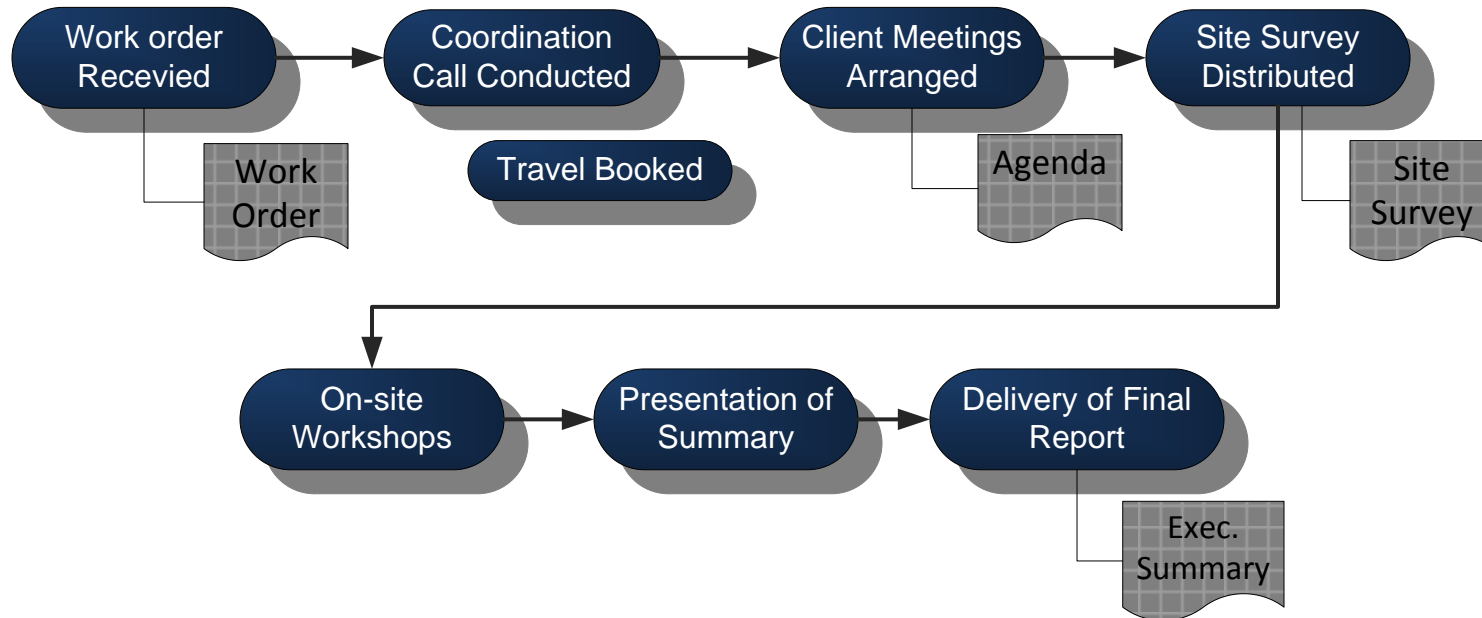 Work order
Recevied
Coordination
Call Conducted
Client Meetings
Arranged
Site Survey
Distributed
Work
Order
Travel Booked
Agenda
Site
Survey
On-site
Workshops
Presentation of
Summary
Delivery of Final
Report
Exec.
Summary